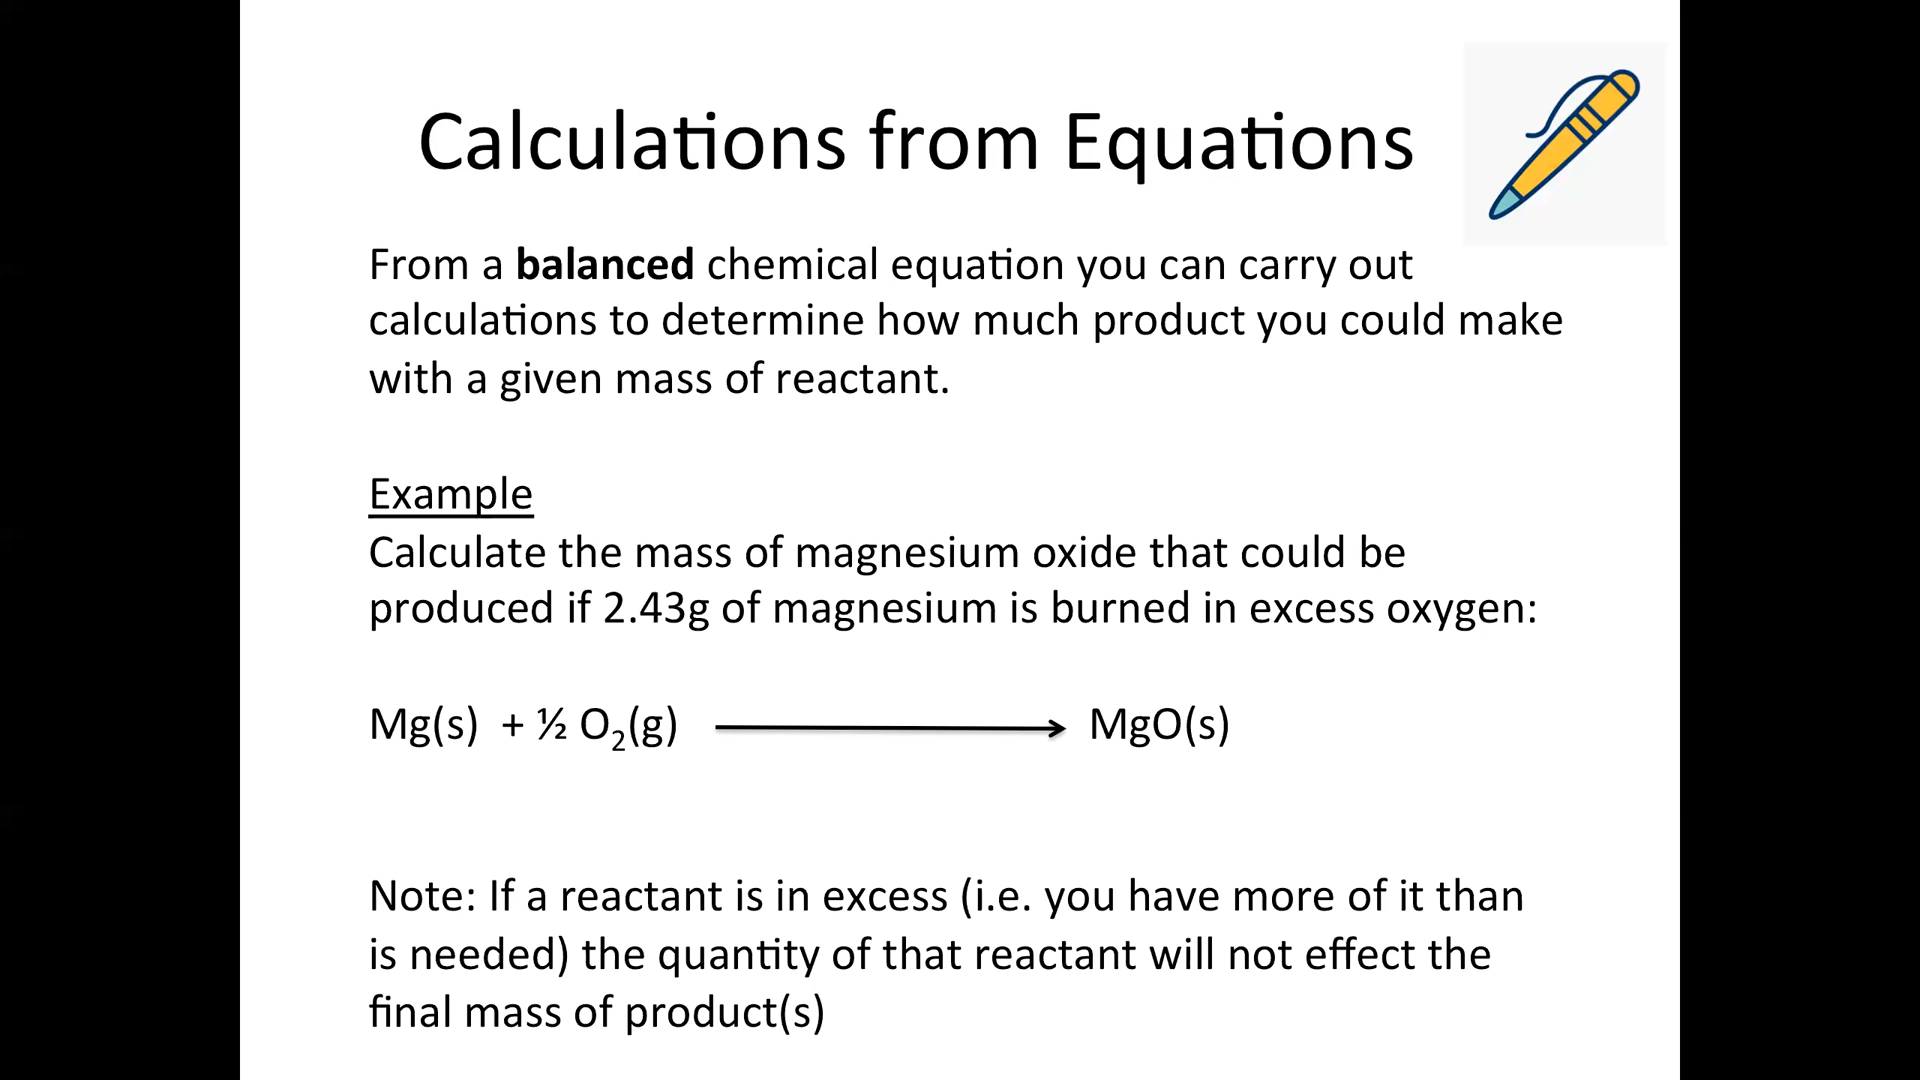 Calculations from Equations
From a balanced chemical equation you can carry out
calculations to determine how much product you could make
with a given mass of reactant.
Example
Calculate the mass of magnesium oxide that could be
produced if 2.43g of magnesium is burned in excess oxygen:
Mg(s) + ½ O₂(g) ⟶ MgO(s)
Note: If a reactant is in excess (i.e. you have more of it than
is needed) the quantity of that reactant will not effect the
final mass of product(s)